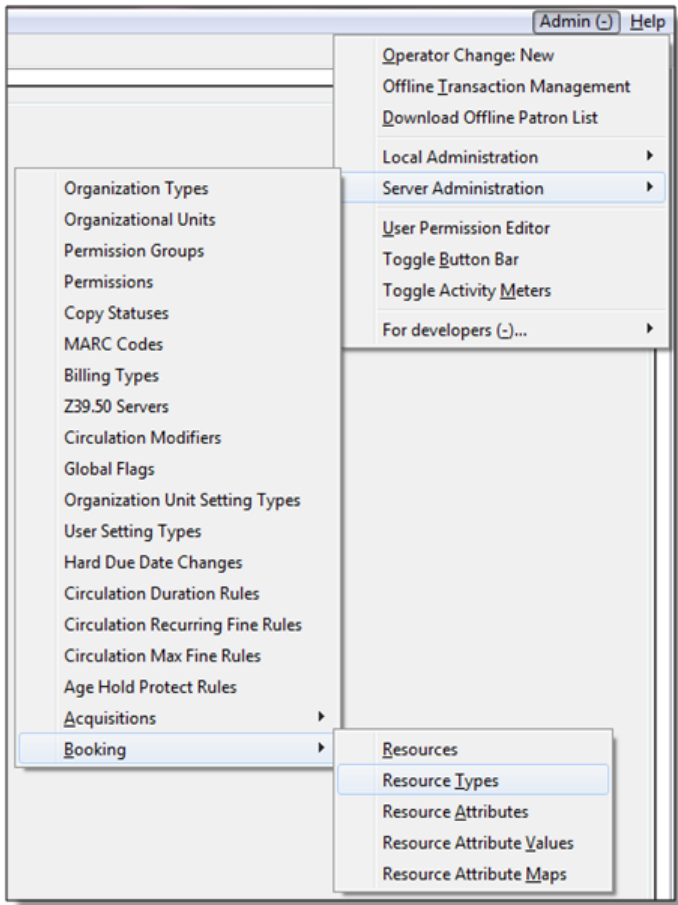 Admin (-) Help
Operator Change: New
Offline Transaction Management
Download Offline Patron List
Local Administration
Server Administration
User Permission Editor
Toggle Button Bar
Toggle Activity Meters
For developers (-)...
Organization Types
Organizational Units
Permission Groups
Permissions
Copy Statuses
MARC Codes
Billing Types
Z39.50 Servers
Circulation Modifiers
Global Flags
Organization Unit Setting Types
User Setting Types
Hard Due Date Changes
Circulation Duration Rules
Circulation Recurring Fine Rules
Circulation Max Fine Rules
Age Hold Protect Rules
Acquisitions
Booking
Resources
Resource Types
Resource Attributes
Resource Attribute Values
Resource Attribute Maps